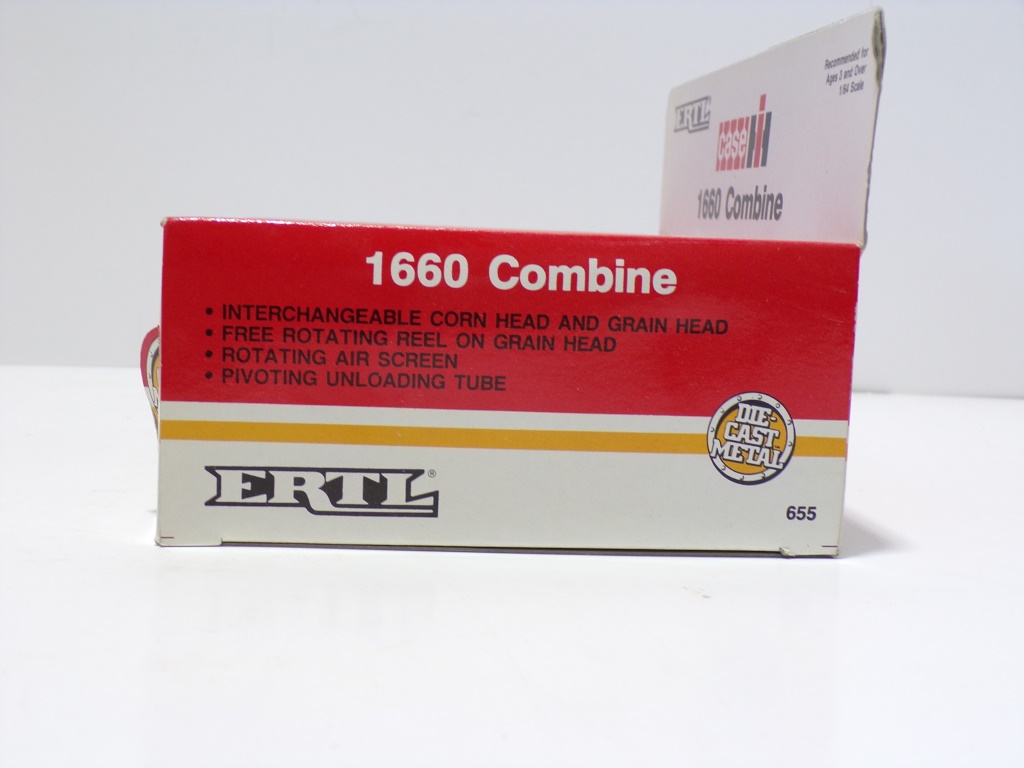 Recommended for
Ages 3 and Over
1/64 Scale
ERTL
case IH
1660 Combine
1660 Combine
• INTERCHANGEABLE CORN HEAD AND GRAIN HEAD
• FREE ROTATING REEL ON GRAIN HEAD
• ROTATING AIR SCREEN
• PIVOTING UNLOADING TUBE
DIE-
CAST
METAL
ERTL®
655